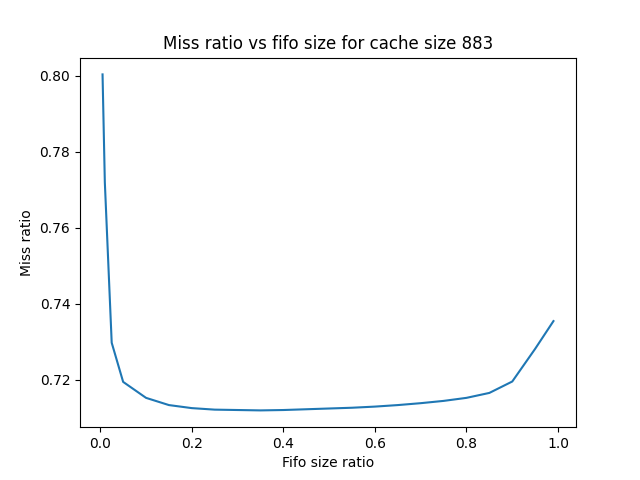 Miss ratio vs fifo size for cache size 883
0.80
0.78
0.76
0.74
0.72
Miss ratio
0.0 0.2 0.4 0.6 0.8 1.0
Fifo size ratio